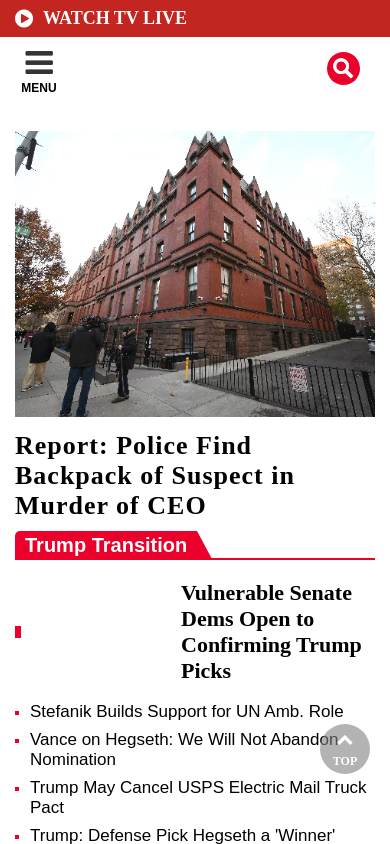 WATCH TV LIVE
MENU
Report: Police Find
Backpack of Suspect in
Murder of CEO
Trump Transition
Vulnerable Senate
Dems Open to
Confirming Trump
Picks
Stefanik Builds Support for UN Amb. Role
Vance on Hegseth: We Will Not Abandon
Nomination
Trump May Cancel USPS Electric Mail Truck
Pact
Trump: Defense Pick Hegseth a 'Winner'
TOP